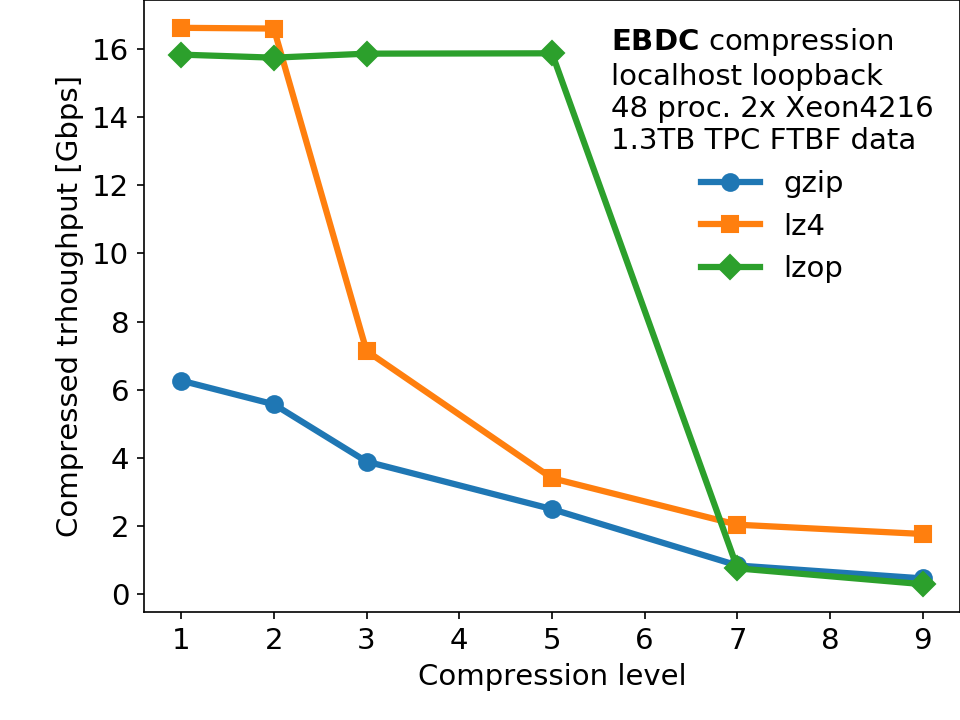 Compressed trhoughput [Gbps]
16
14
12
10
8
6
4
2
0
EBDC compression
localhost loopback
48 proc. 2x Xeon4216
1.3TB TPC FTBF data
gzip
lz4
lzop
1 2 3 4 5 6 7 8 9
Compression level